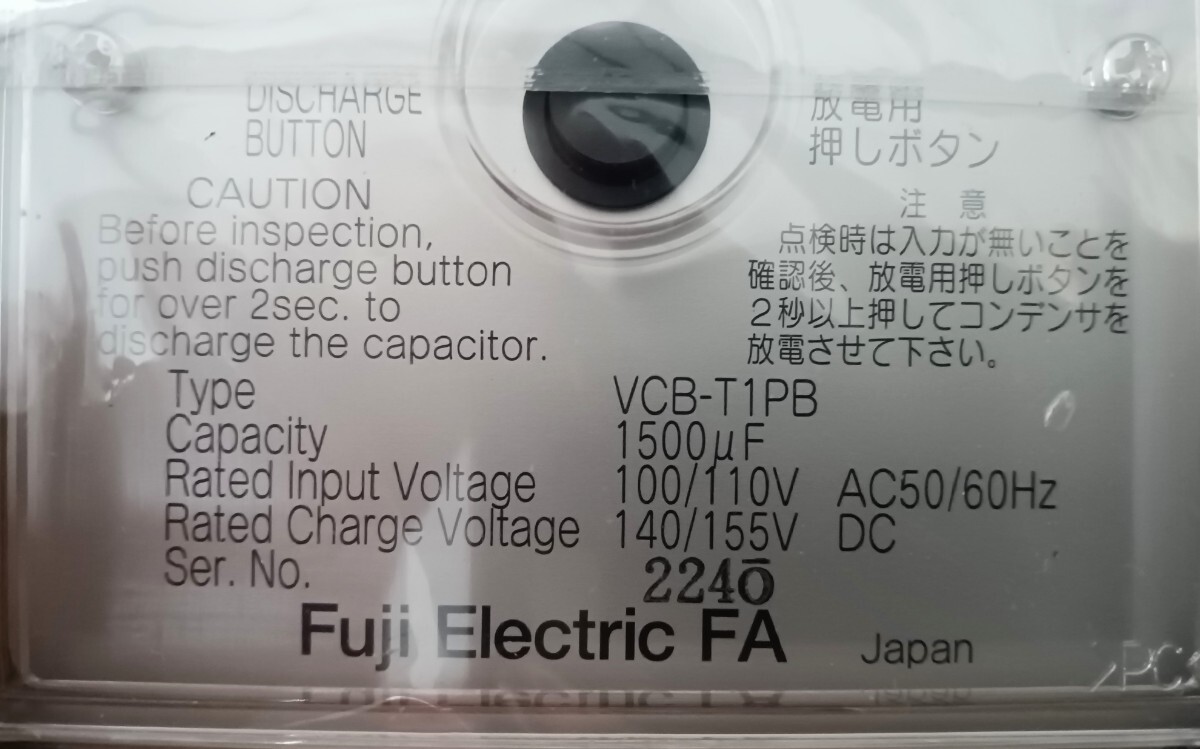 DISCHARGE
BUTTON
放電用
押しボタン
CAUTION
Before inspection,
push discharge button
for over 2sec. to
discharge the capacitor.
注 意
点検時は入力が無いことを
確認後、放電用押しボタンを
2秒以上押してコンデンサを
放電させて下さい。
Type VCB-T1PB
Capacity 1500μF
Rated Input Voltage 100/110V AC50/60Hz
Rated Charge Voltage 140/155V DC
Ser. No.
Fuji Electric FA Japan